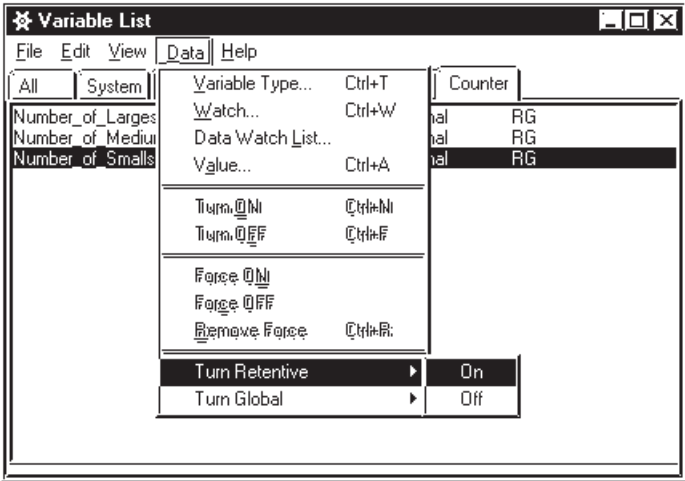 Variable List
File Edit View Data Help
All System Counter
Number_of_Larges nal RG
Number_of_Mediu nal RG
Number_of_Smalls nal RG
Variable Type... Ctrl+T
Watch... Ctrl+W
Data Watch List...
Value... Ctrl+A
Turn ON Ctrl+N
Turn OFF Ctrl+F
Force ON
Force OFF
Remove Force Ctrl+R
Turn Retentive On
Turn Global Off